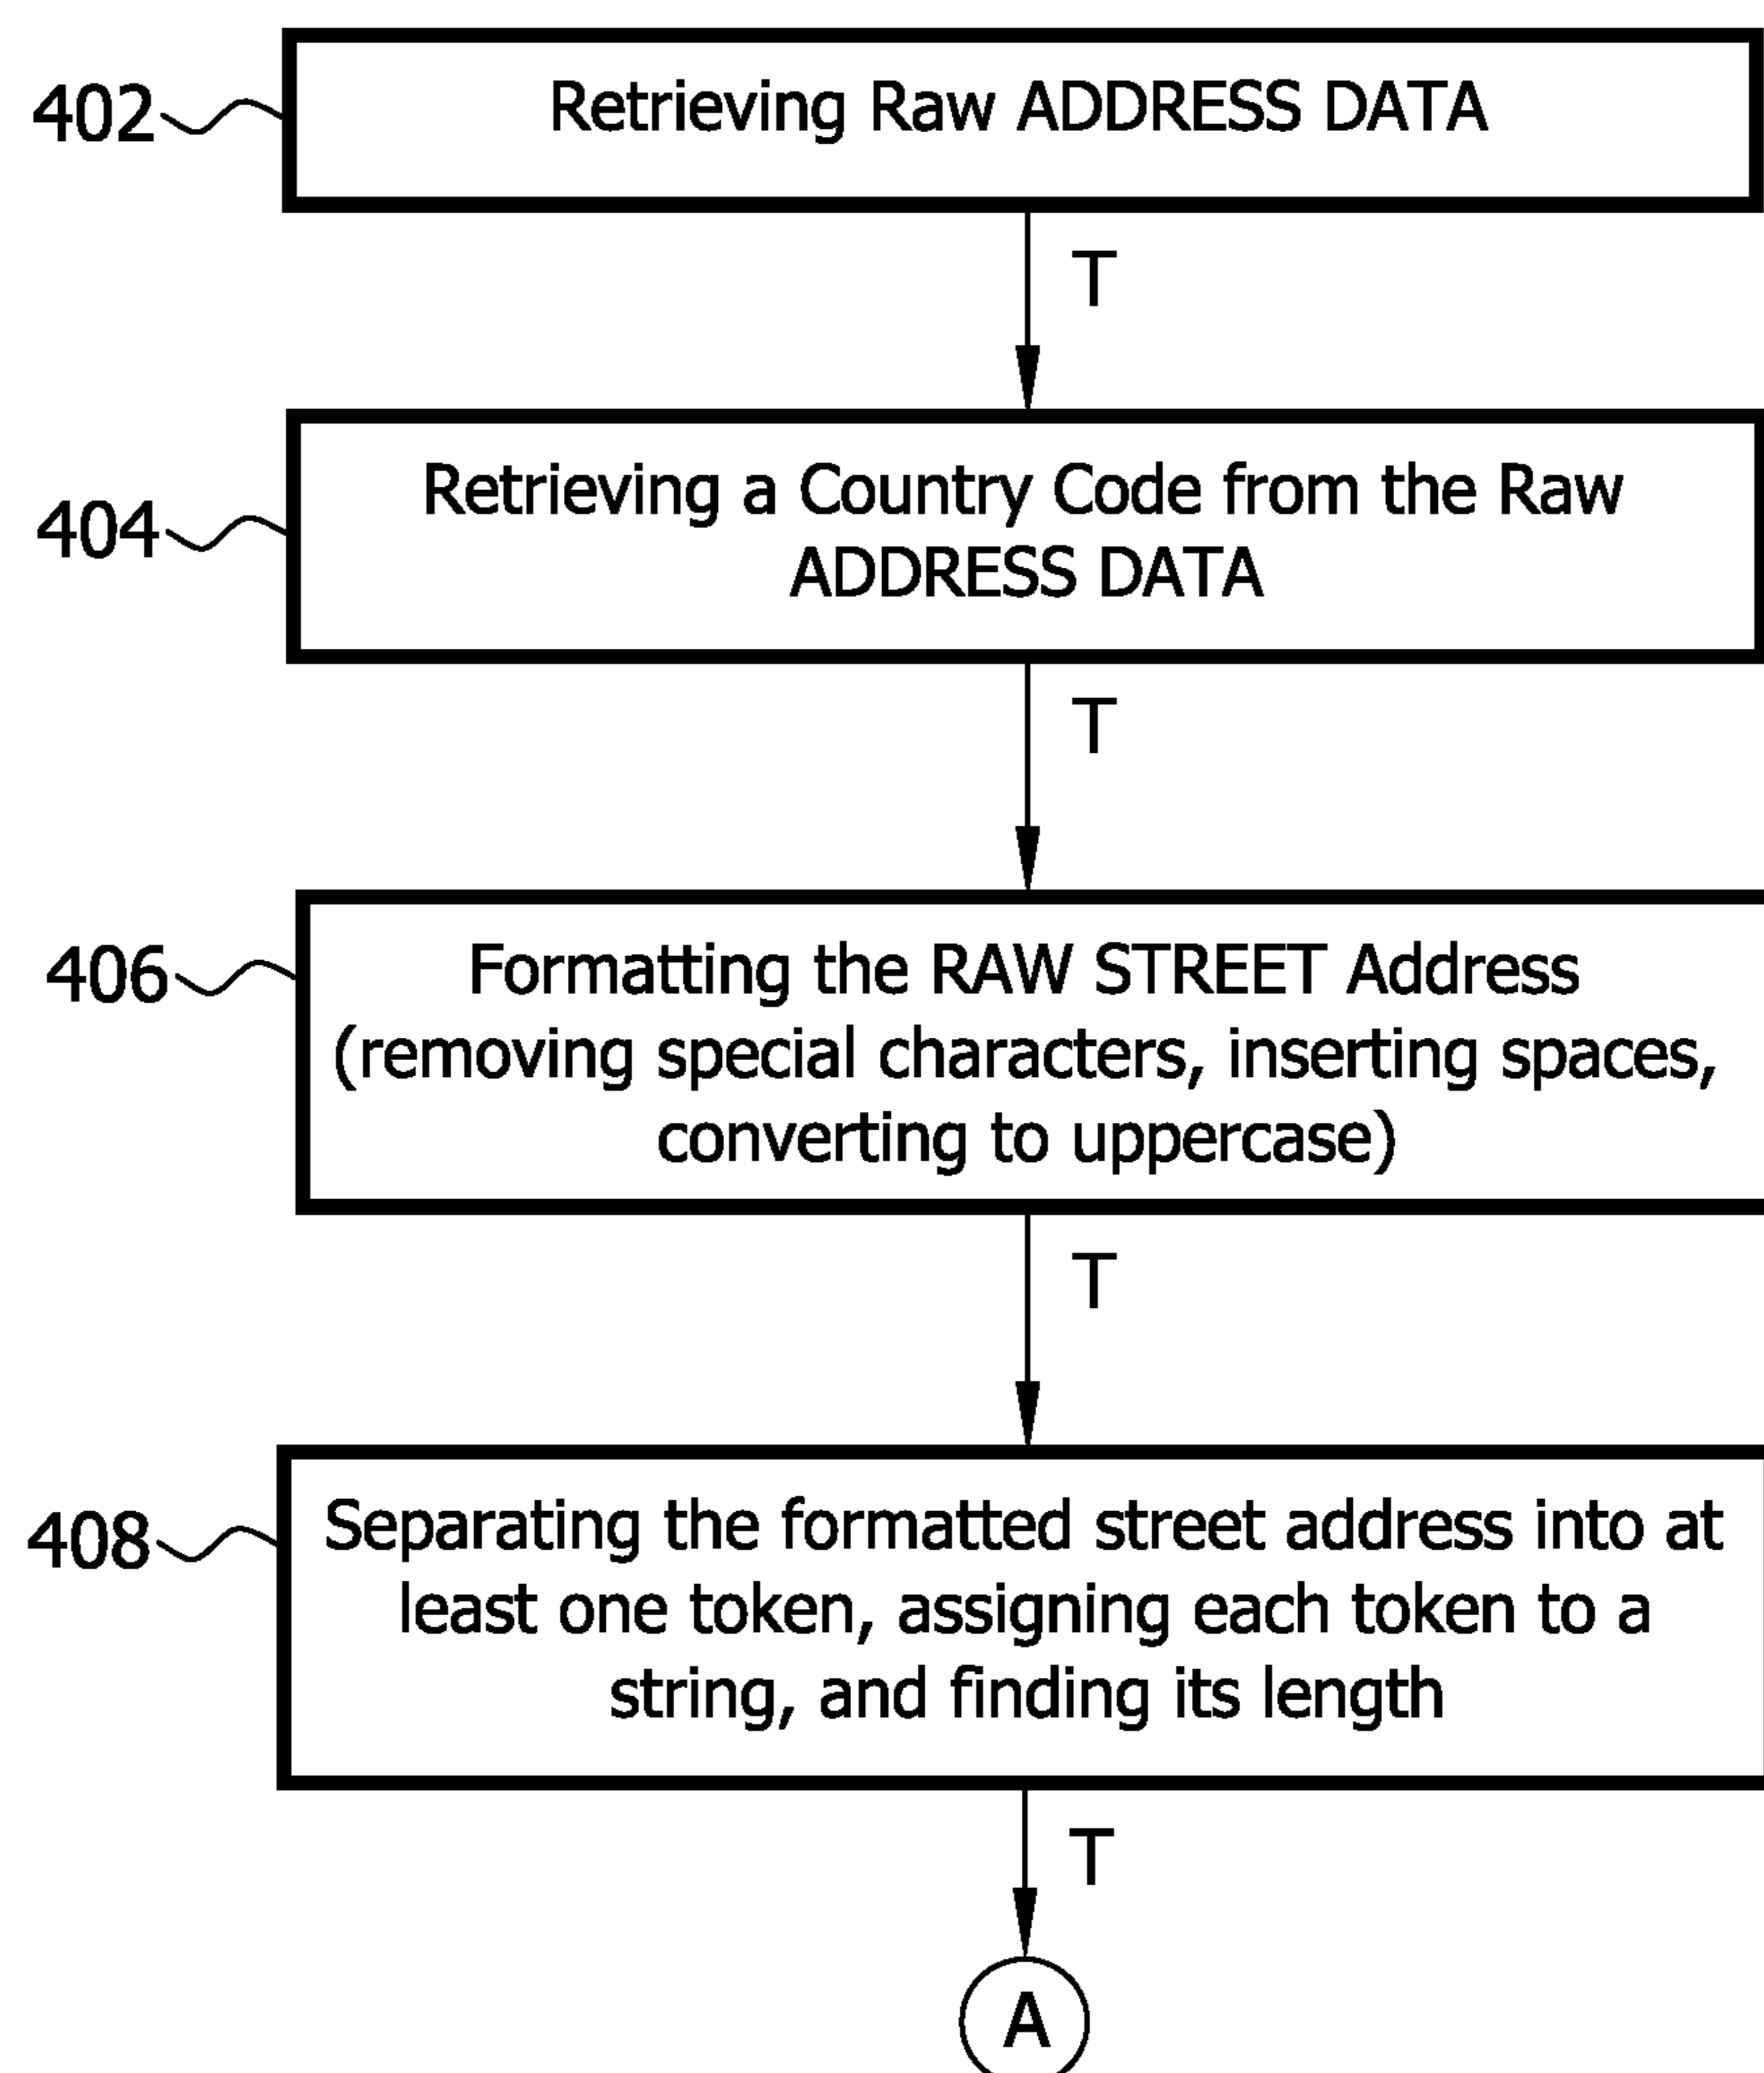 402
Retrieving Raw ADDRESS DATA
T
404
Retrieving a Country Code from the Raw
ADDRESS DATA
T
406
Formatting the RAW STREET Address
(removing special characters, inserting spaces,
converting to uppercase)
T
408
Separating the formatted street address into at
least one token, assigning each token to a
string, and finding its length
T
A